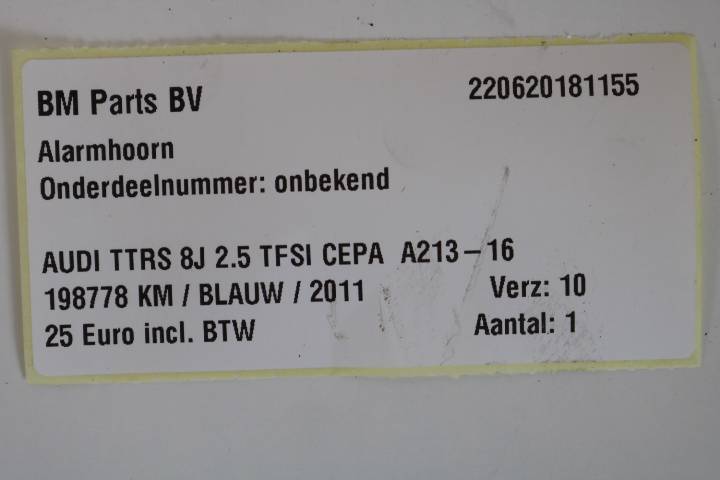 BM Parts BV 220620181155
Alarmhoorn
Onderdeelnummer: onbekend
AUDI TTRS 8J 2.5 TFSI CEPA A213-16
198778 KM / BLAUW / 2011 Verz: 10
25 Euro incl. BTW Aantal: 1